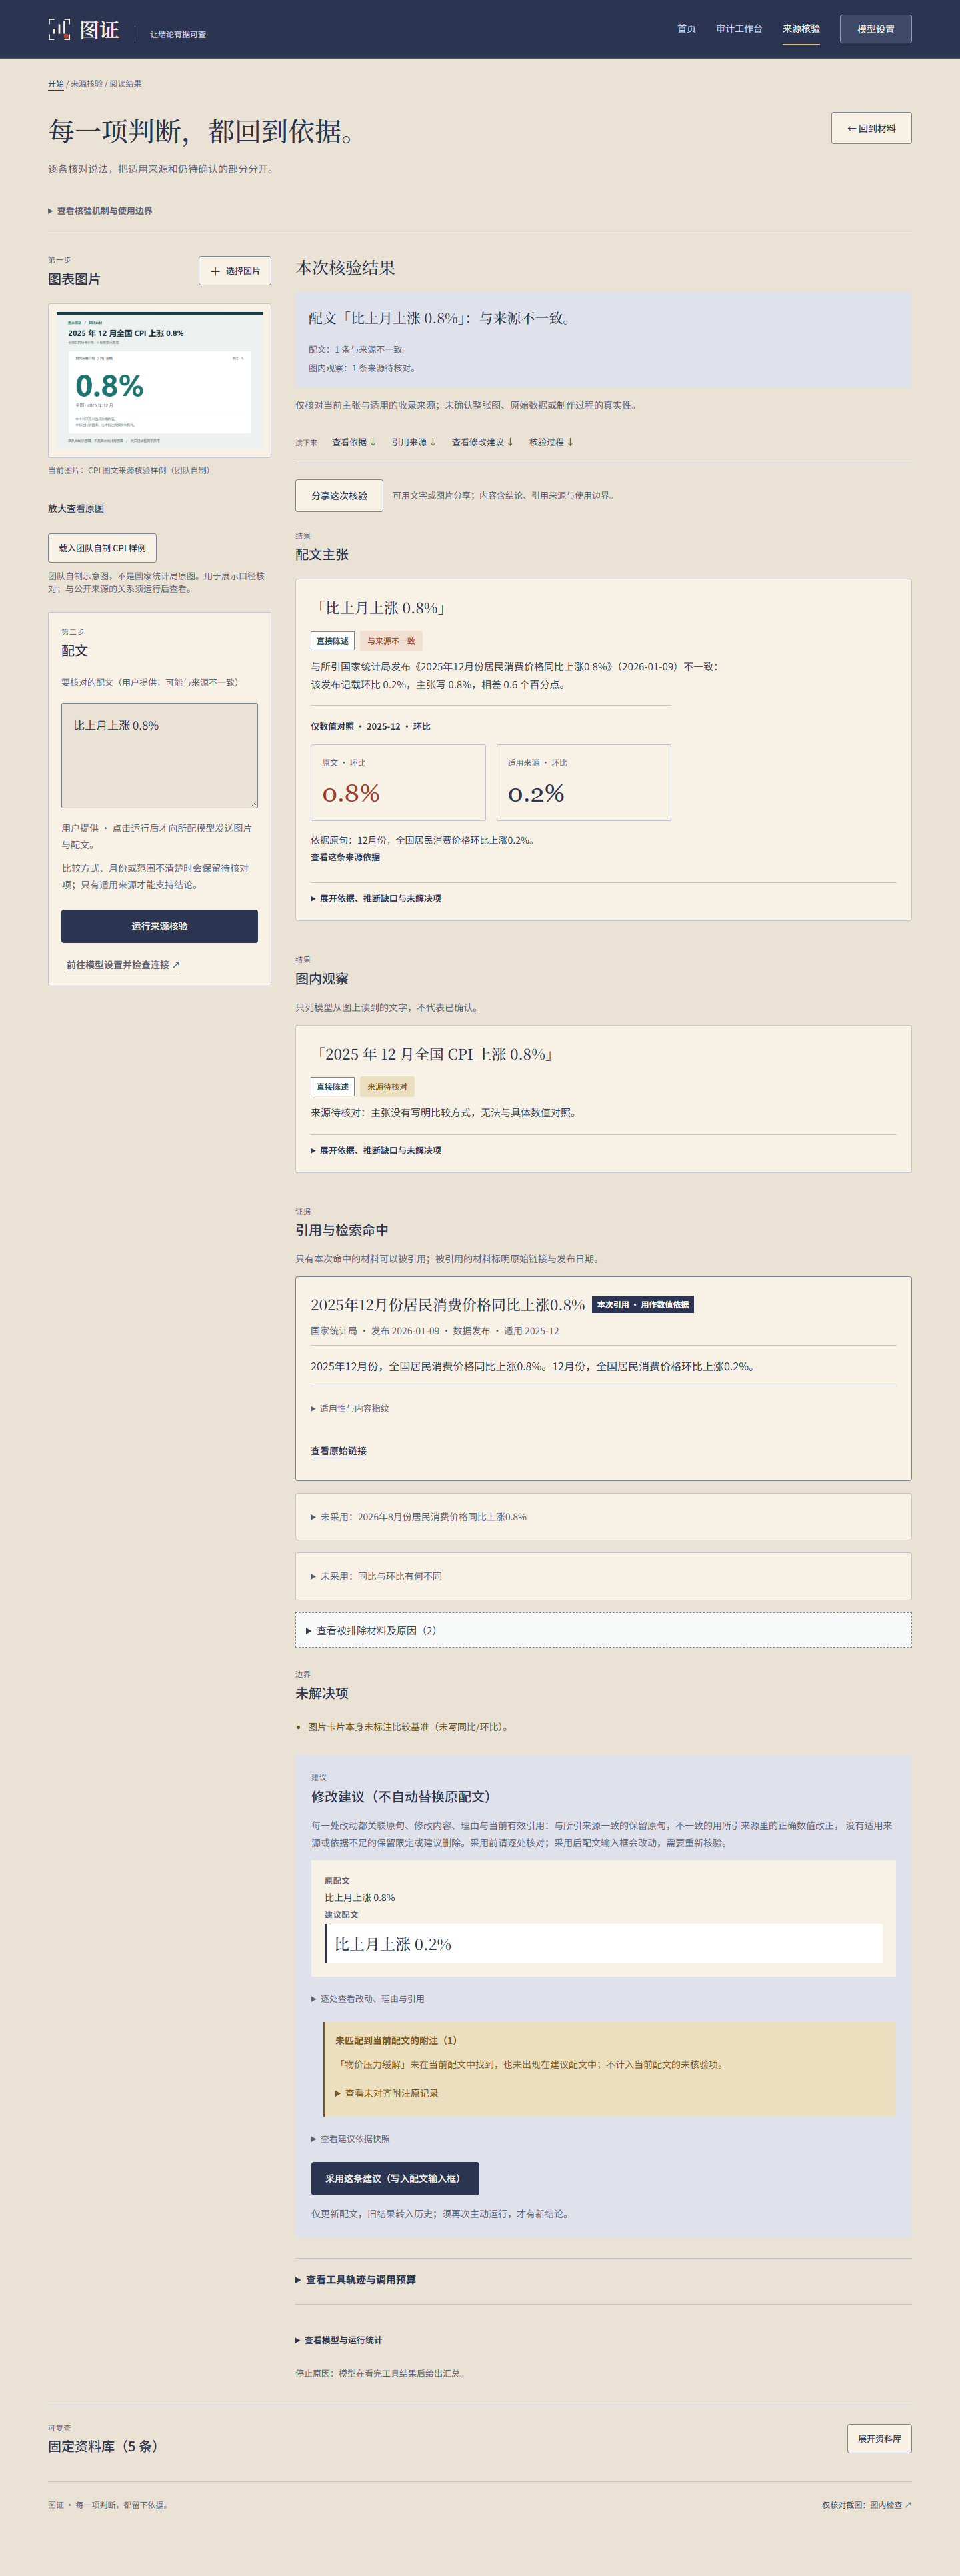 图证
让结论有据可查
首页
审计工作台
来源核验
模型设置
开始 / 来源核验 / 阅读结果
每一项判断，都回到依据。
← 回到材料
逐条核对说法，把适用来源和仍待确认的部分分开。
▶ 查看核验机制与使用边界
第一步
图表图片
＋ 选择图片
2025 年 12 月全国 CPI 上涨 0.8%
0.8%
全国 · 2025 年 12 月
当前图片：CPI 图文来源核验样例（团队自制）
放大查看原图
载入团队自制 CPI 样例
团队自制示意图，不是国家统计局原图。用于展示口径核
对；与公开来源的关系须运行后查看。
第二步
配文
要核对的配文（用户提供，可能与来源不一致）
比上月上涨 0.8%
用户提供 · 点击运行后才向所配模型发送图片
与配文。
比较方式、月份或范围不清楚时会保留待核对
项；只有适用来源才能支持结论。
运行来源核验
前往模型设置并检查连接 ↗
本次核验结果
配文「比上月上涨 0.8%」：与来源不一致。
配文：1 条与来源不一致。
图内观察：1 条来源待核对。
仅核对当前主张与适用的收录来源；未确认整张图、原始数据或制作过程的真实性。
接下来
查看依据 ↓
引用来源 ↓
查看修改建议 ↓
核验过程 ↓
分享这次核验
可用文字或图片分享；内容含结论、引用来源与使用边界。
结果
配文主张
「比上月上涨 0.8%」
直接陈述
与来源不一致
与所引国家统计局发布《2025年12月份居民消费价格同比上涨0.8%》（2026-01-09）不一致：
该发布记载环比 0.2%，主张写 0.8%，相差 0.6 个百分点。
仅数值对照 · 2025-12 · 环比
原文 · 环比
0.8%
适用来源 · 环比
0.2%
依据原句：12月份，全国居民消费价格环比上涨0.2%。
查看这条来源依据
▶ 展开依据、推断缺口与未解决项
结果
图内观察
只列模型从图上读到的文字，不代表已确认。
「2025 年 12 月全国 CPI 上涨 0.8%」
直接陈述
来源待核对
来源待核对：主张没有写明比较方式，无法与具体数值对照。
▶ 展开依据、推断缺口与未解决项
证据
引用与检索命中
只有本次命中的材料可以被引用；被引用的材料标明原始链接与发布日期。
2025年12月份居民消费价格同比上涨0.8%
本次引用 · 用作数值依据
国家统计局 · 发布 2026-01-09 · 数据发布 · 适用 2025-12
2025年12月份，全国居民消费价格同比上涨0.8%。12月份，全国居民消费价格环比上涨0.2%。
▶ 适用性与内容指纹
查看原始链接
▶ 未采用：2026年8月份居民消费价格同比上涨0.8%
▶ 未采用：同比与环比有何不同
▶ 查看被排除材料及原因（2）
边界
未解决项
• 图片卡片本身未标注比较基准（未写同比/环比）。
建议
修改建议（不自动替换原配文）
每一处改动都关联原句、修改内容、理由与当前有效引用：与所引来源一致的保留原句，不一致的用所引来源里的正确数值改正， 没有适用来
源或依据不足的保留限定或建议删除。采用前请逐处核对；采用后配文输入框会改动，需要重新核验。
原配文
比上月上涨 0.8%
建议配文
比上月上涨 0.2%
▶ 逐处查看改动、理由与引用
未匹配到当前配文的附注（1）
「物价压力缓解」未在当前配文中找到，也未出现在建议配文中；不计入当前配文的未核验项。
▶ 查看未对齐附注原记录
▶ 查看建议依据快照
采用这条建议（写入配文输入框）
仅更新配文，旧结果转入历史；须再次主动运行，才有新结论。
▶ 查看工具轨迹与调用预算
▶ 查看模型与运行统计
停止原因：模型在看完工具结果后给出汇总。
可复查
固定资料库（5 条）
展开资料库
图证 · 每一项判断，都留下依据。
仅核对截图：图内检查 ↗